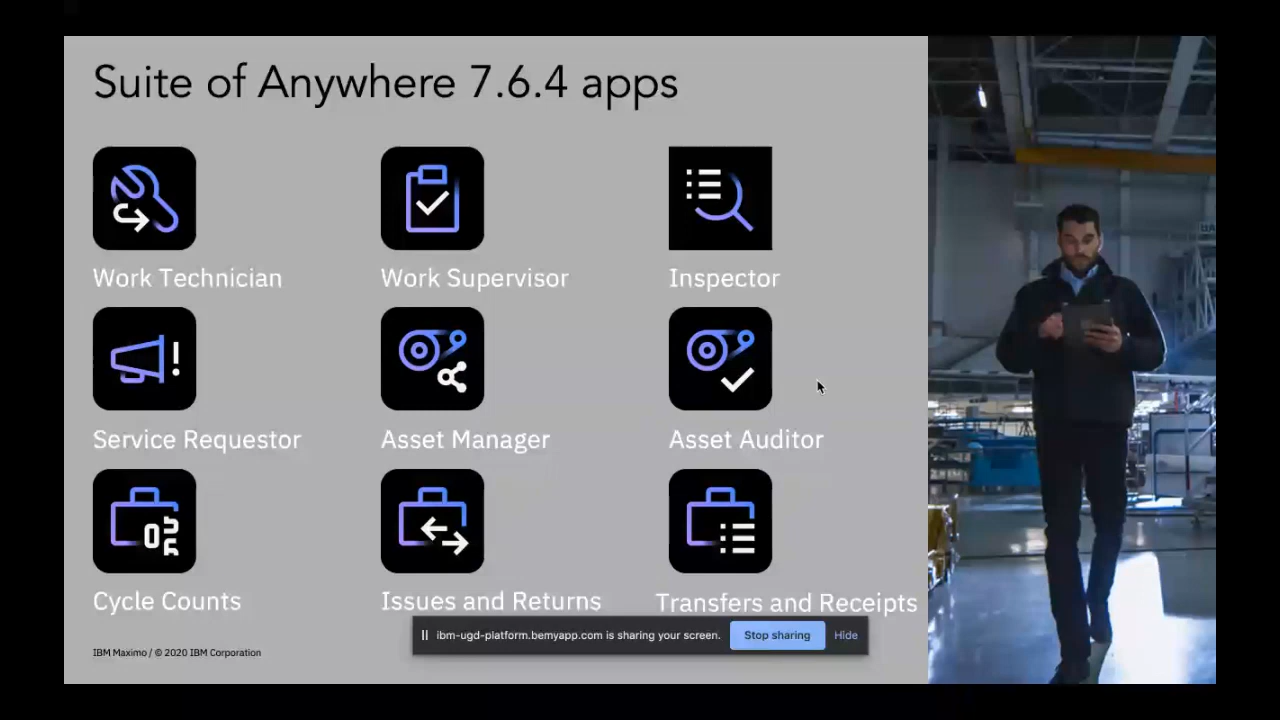 Suite of Anywhere 7.6.4 apps
Work Technician
Work Supervisor
Inspector
Service Requestor
Asset Manager
Asset Auditor
Cycle Counts
Issues and Returns
Transfers and Receipts
ibm-ugd-platform.bemyapp.com is sharing your screen.
Stop sharing
Hide
IBM Maximo / © 2020 IBM Corporation